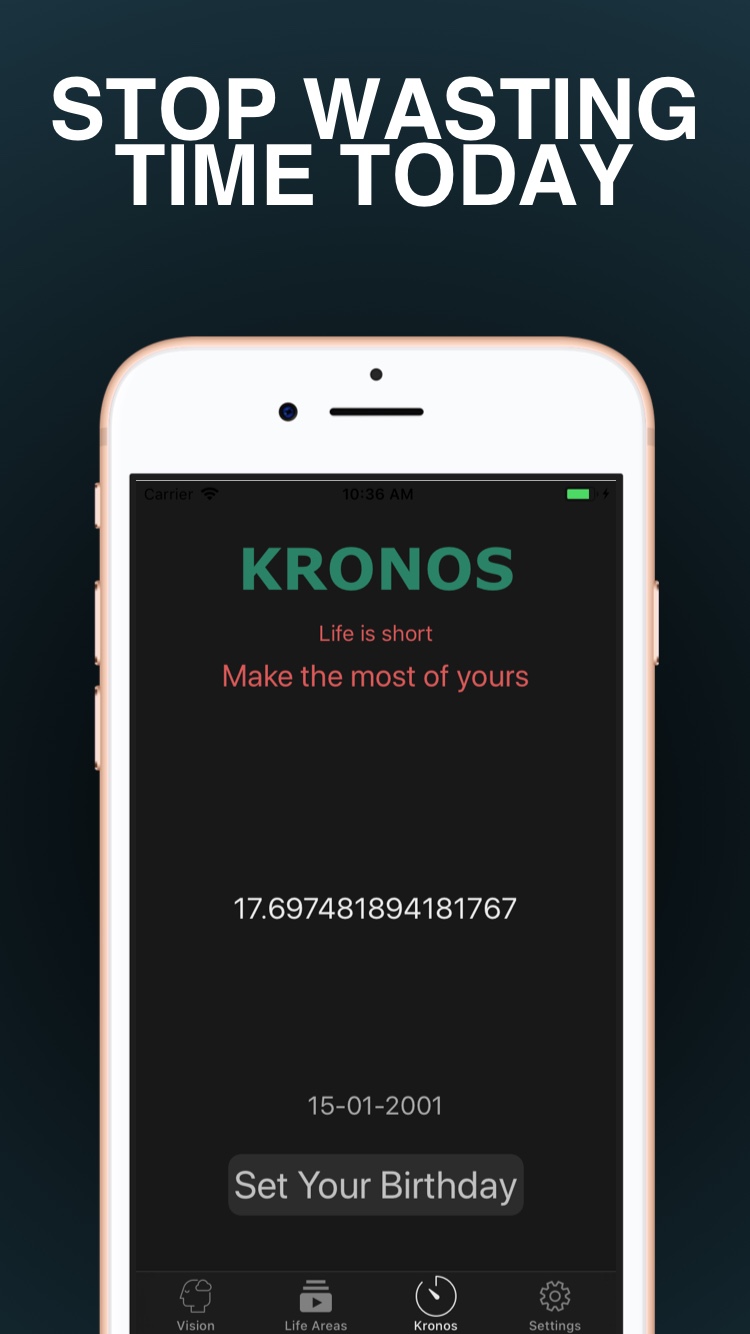 STOP WASTING
TIME TODAY
Carrier 10:36 AM
KRONOS
Life is short
Make the most of yours
17.697481894181767
15-01-2001
Set Your Birthday
Vision Life Areas Kronos Settings